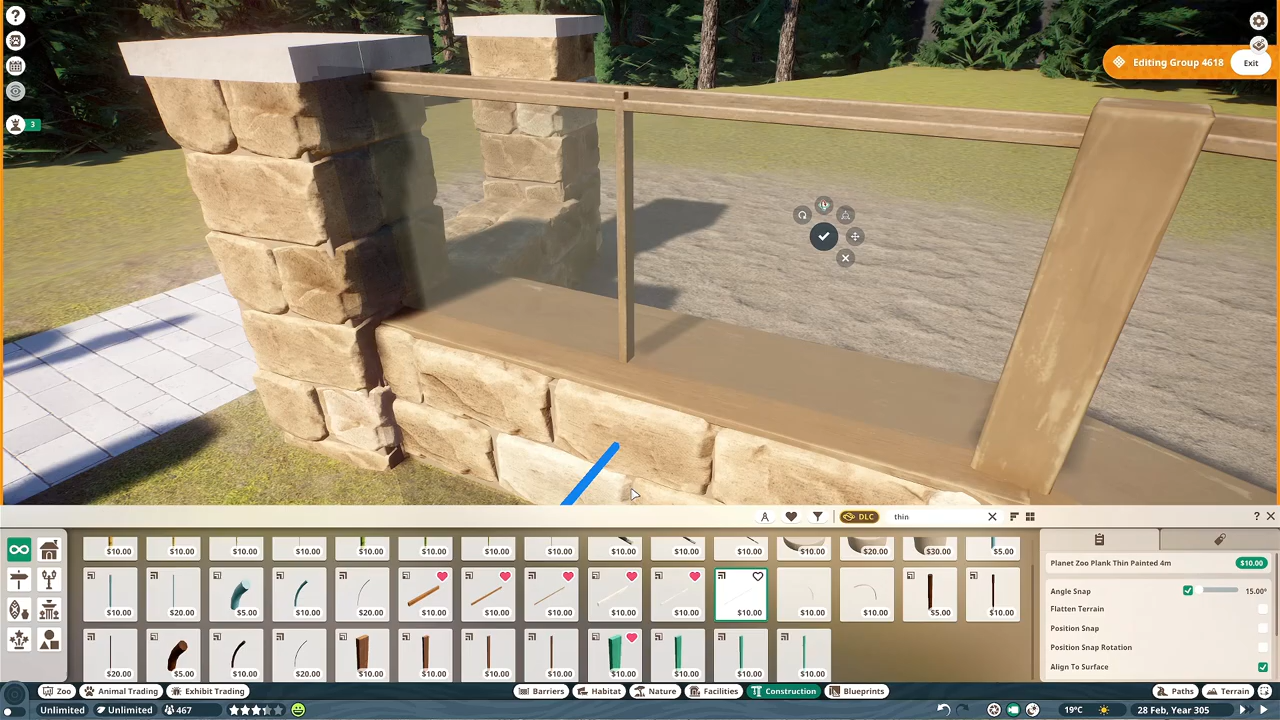 ?
Editing Group 4618
Exit
3
DLC
thin
?
$10.00 $10.00 $10.00 $10.00 $10.00 $10.00 $10.00 $10.00 $10.00 $10.00 $10.00 $10.00 $20.00 $30.00 $5.00
$10.00 $20.00 $5.00 $10.00 $20.00 $10.00 $10.00 $10.00 $10.00 $10.00 $10.00 $10.00 $10.00 $5.00 $10.00
$20.00 $5.00 $10.00 $20.00 $10.00 $10.00 $10.00 $10.00 $10.00 $10.00 $10.00 $10.00
Planet Zoo Plank Thin Painted 4m $10.00
Angle Snap 15.00°
Flatten Terrain
Position Snap
Position Snap Rotation
Align To Surface
Zoo Animal Trading Exhibit Trading Barriers Habitat Nature Facilities Construction Blueprints Paths Terrain
Unlimited Unlimited 467 19°C 28 Feb, Year 305